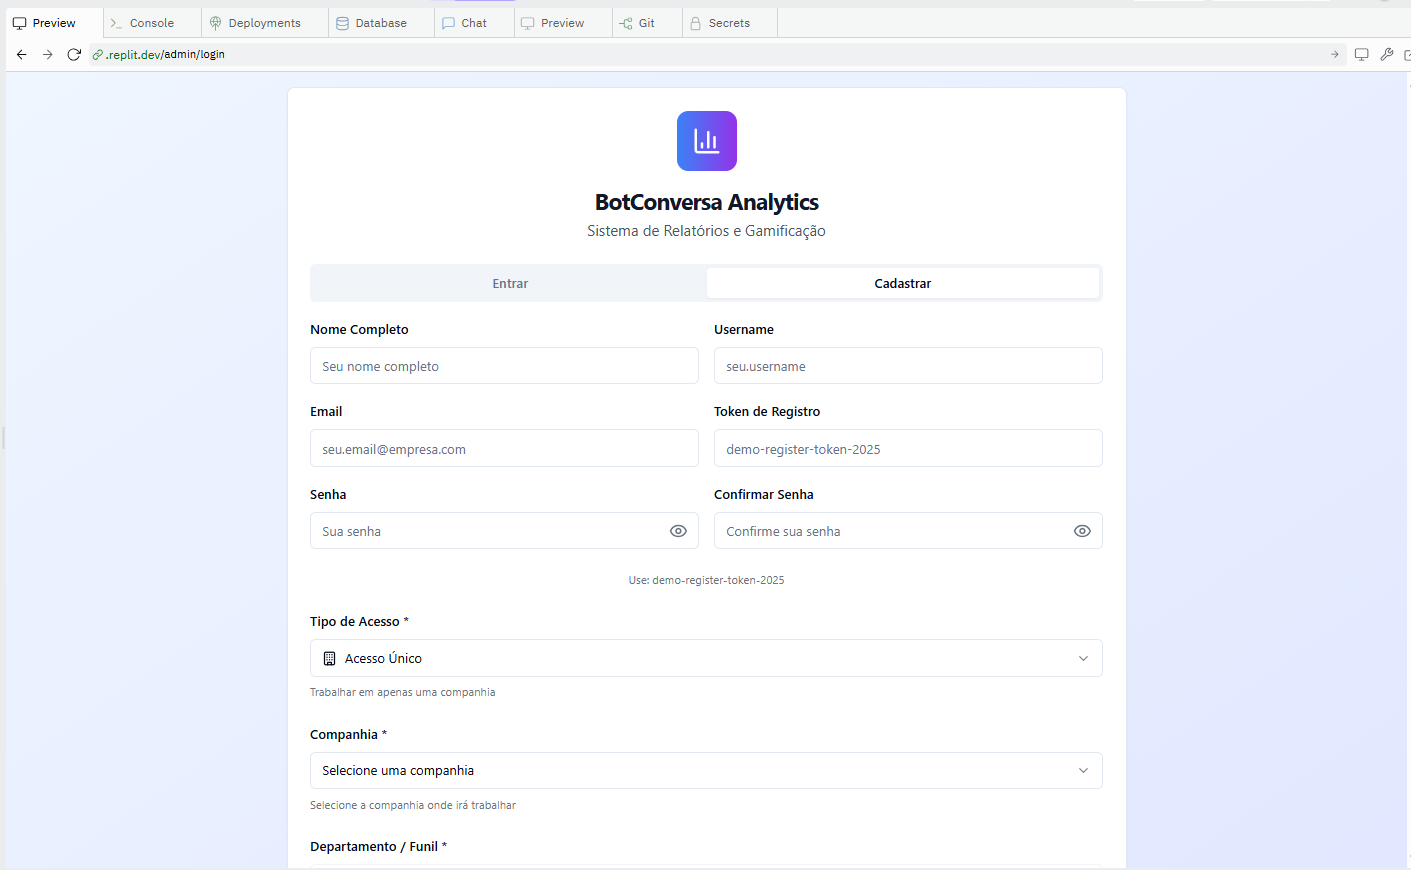 Preview Console Deployments Database Chat Preview Git Secrets
.replit.dev/admin/login
BotConversa Analytics
Sistema de Relatórios e Gamificação
Entrar Cadastrar
Nome Completo Username
Seu nome completo seu.username
Email Token de Registro
seu.email@empresa.com demo-register-token-2025
Senha Confirmar Senha
Sua senha Confirme sua senha
Use: demo-register-token-2025
Tipo de Acesso *
Acesso Único
Trabalhar em apenas uma companhia
Companhia *
Selecione uma companhia
Selecione a companhia onde irá trabalhar
Departamento / Funil *